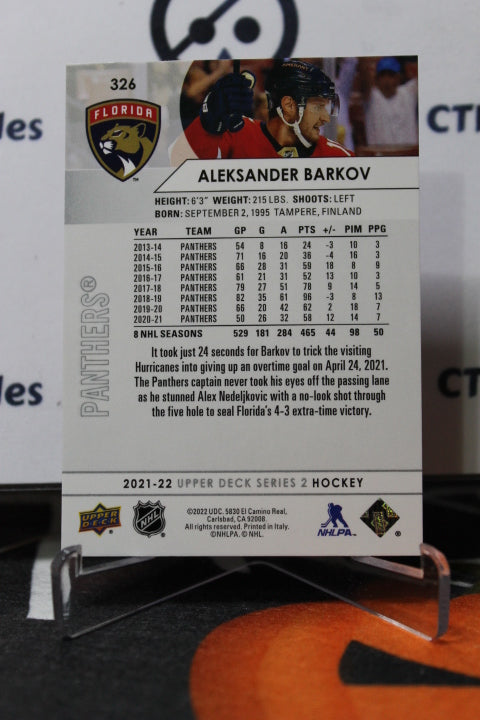 326
FLORIDA
ALEKSANDER BARKOV
HEIGHT: 6'3" WEIGHT: 215 LBS. SHOOTS: LEFT
BORN: SEPTEMBER 2, 1995 TAMPERE, FINLAND
YEAR TEAM GP G A PTS +/- PIM PPG
2013-14 PANTHERS 54 8 16 24 -3 10 3
2014-15 PANTHERS 71 16 20 36 -4 16 3
2015-16 PANTHERS 66 28 31 59 18 8 9
2016-17 PANTHERS 61 21 31 52 13 10 3
2017-18 PANTHERS 79 27 51 78 9 14 5
2018-19 PANTHERS 82 35 61 96 -3 8 13
2019-20 PANTHERS 66 20 42 62 2 18 7
2020-21 PANTHERS 50 26 32 58 12 14 7
8 NHL SEASONS 529 181 284 465 44 98 50
PANTHERS®
It took just 24 seconds for Barkov to trick the visiting
Hurricanes into giving up an overtime goal on April 24, 2021.
The Panthers captain never took his eyes off the passing lane
as he stunned Alex Nedeljkovic with a no-look shot through
the five hole to seal Florida's 4-3 extra-time victory.
2021-22 UPPER DECK SERIES 2 HOCKEY
UPPER DECK
NHL
©2022 UDC. 5830 El Camino Real,
Carlsbad, CA 92008.
All rights reserved. Printed in Italy.
©NHLPA. © NHL.
NHLPA
les
CTR
les
CT